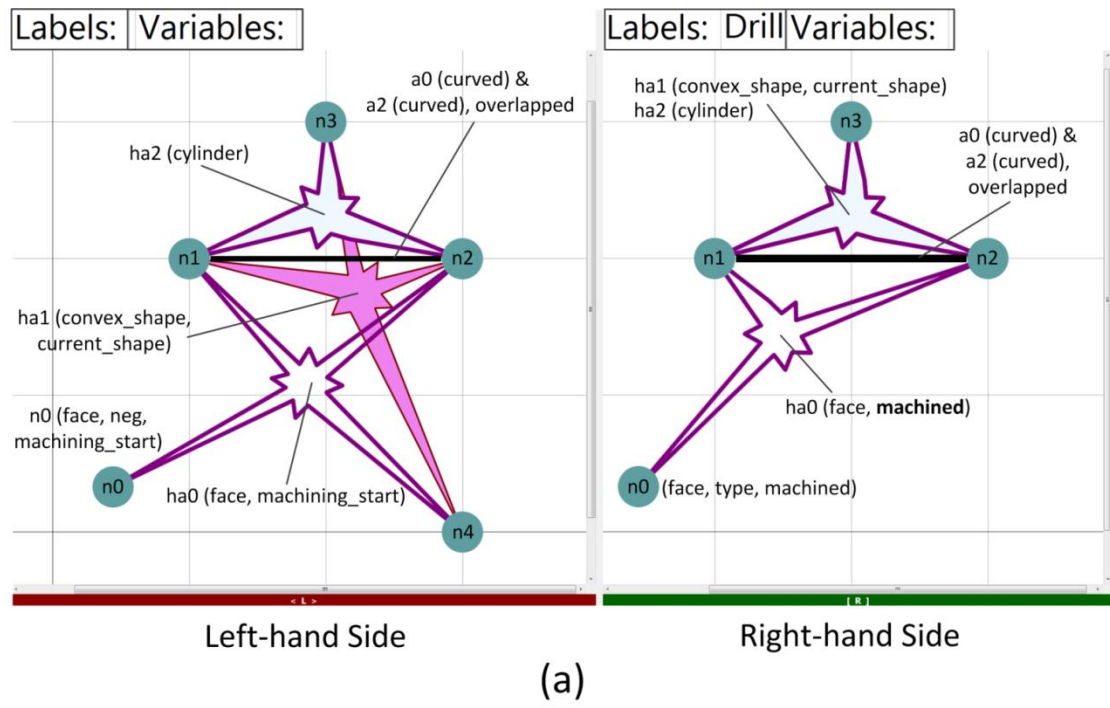 Labels: Variables:
a0 (curved) &
a2 (curved), overlapped
n3
ha2 (cylinder)
n1
n2
ha1 (convex_shape,
current_shape)
n0 (face, neg,
machining_start)
n0
ha0 (face, machining_start)
n4
< L >
Left-hand Side
Labels: Drill Variables:
ha1 (convex_shape, current_shape)
ha2 (cylinder)
n3
a0 (curved) &
a2 (curved),
overlapped
n1
n2
ha0 (face, machined)
n0 (face, type, machined)
[ R ]
Right-hand Side
(a)